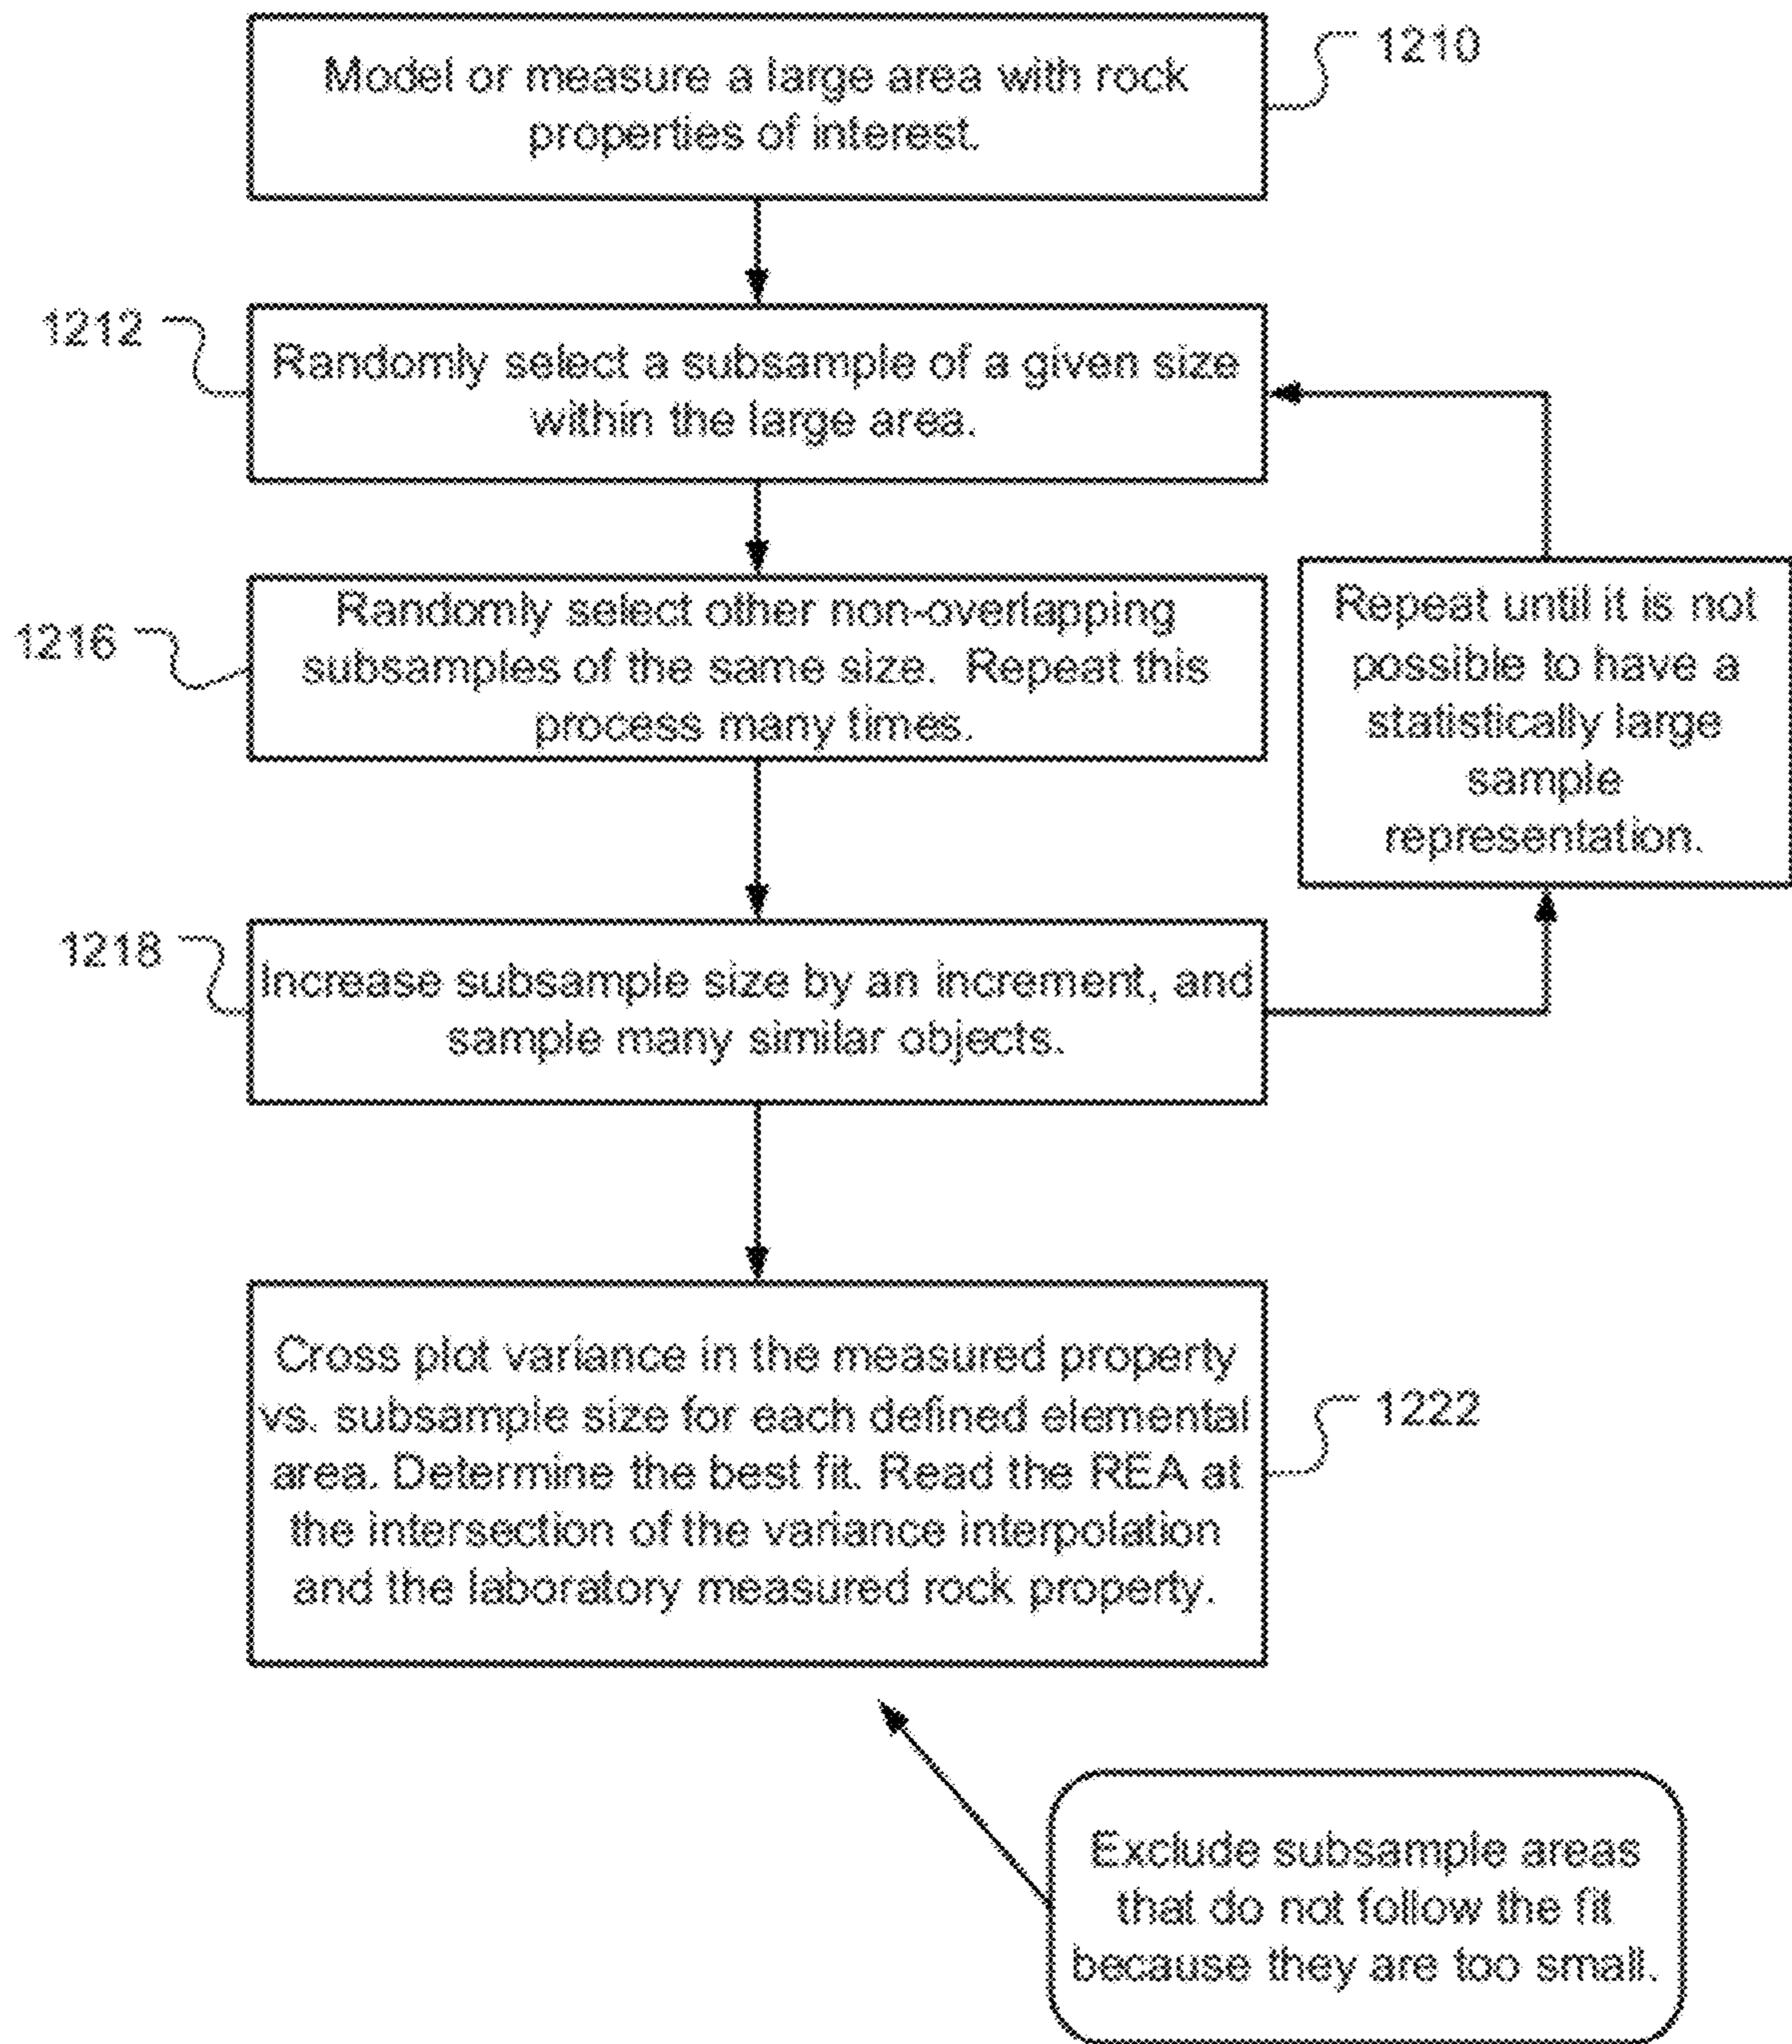 Model or measure a large area with rock
properties of interest.
1210
1212
Randomly select a subsample of a given size
within the large area.
1216
Randomly select other non-overlapping
subsamples of the same size.  Repeat this
process many times.
Repeat until it is not
possible to have a
statistically large
sample
representation.
1218
Increase subsample size by an increment, and
sample many similar objects.
Cross plot variance in the measured property
vs. subsample size for each defined elemental
area. Determine the best fit. Read the REA at
the intersection of the variance interpolation
and the laboratory measured rock property.
1222
Exclude subsample areas
that do not follow the fit
because they are too small.